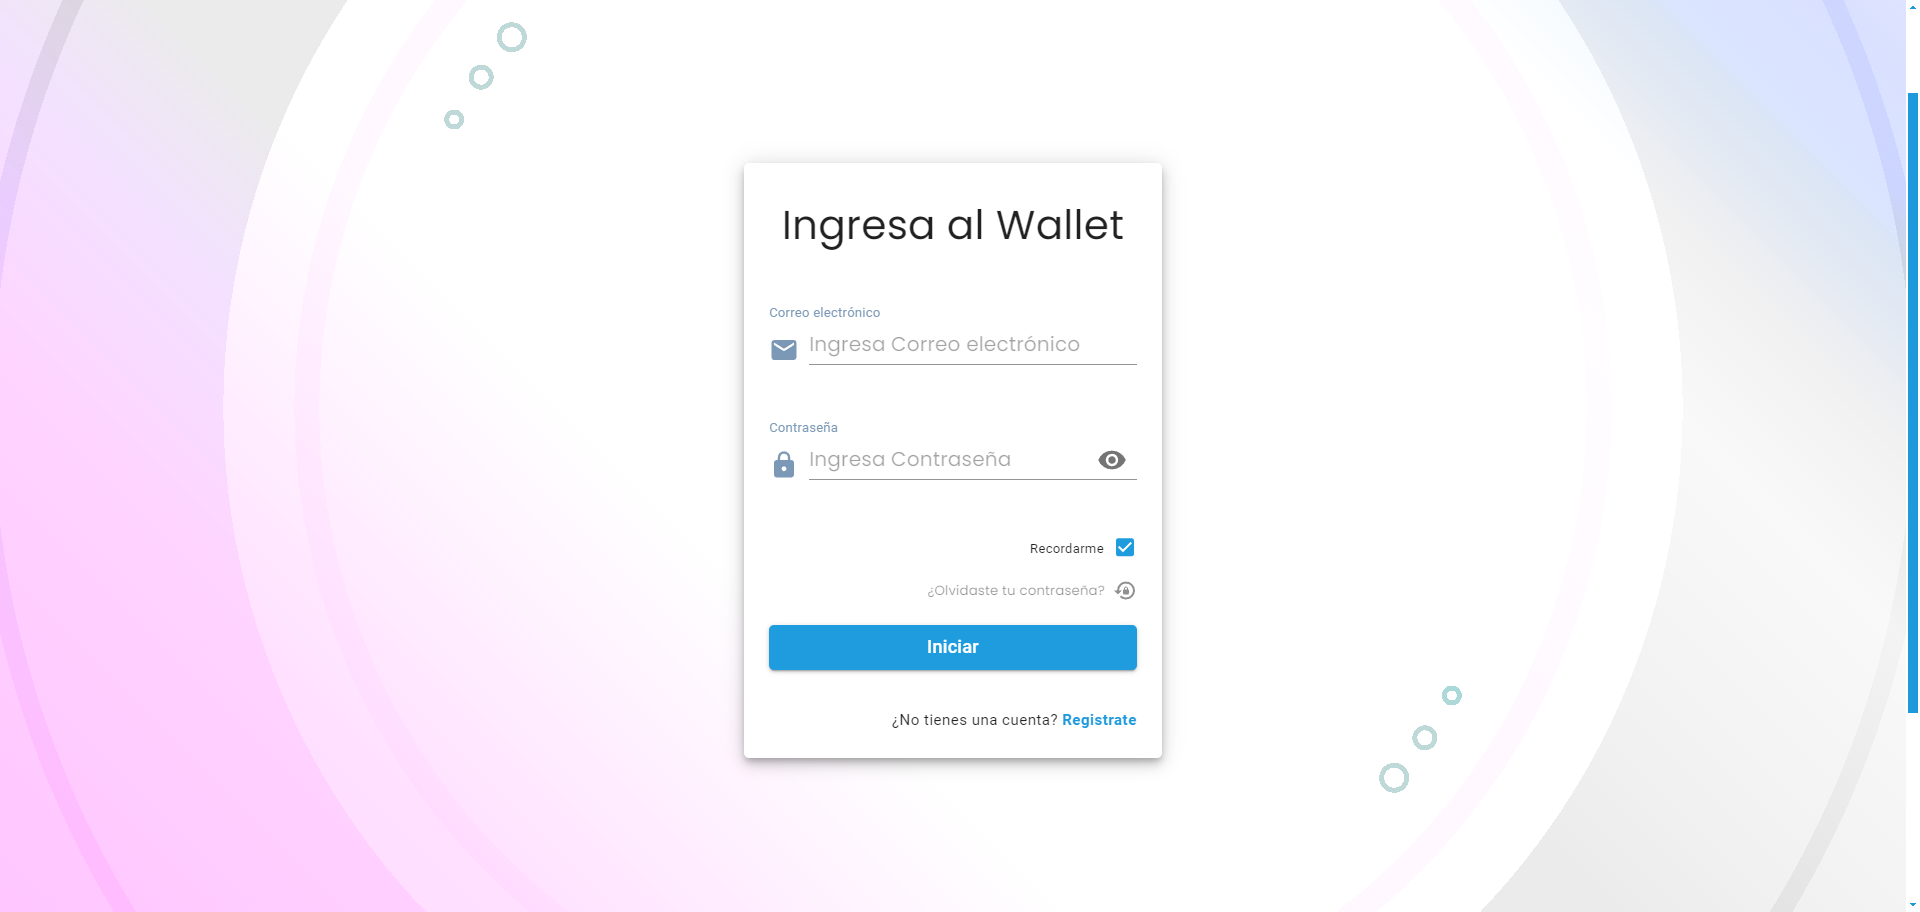 Ingresa al Wallet
Correo electrónico
Ingresa Correo electrónico
Contraseña
Ingresa Contraseña
Recordarme
¿Olvidaste tu contraseña?
Iniciar
¿No tienes una cuenta? Registrate